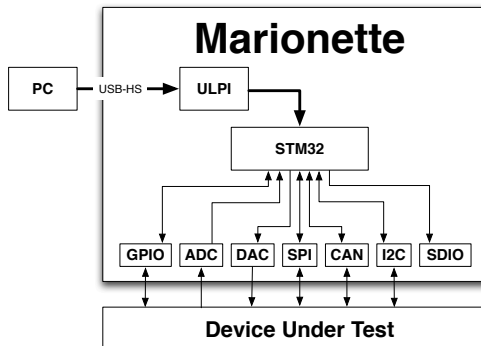 Marionette
PC
USB-HS
ULPI
STM32
GPIO
ADC
DAC
SPI
CAN
I2C
SDIO
Device Under Test